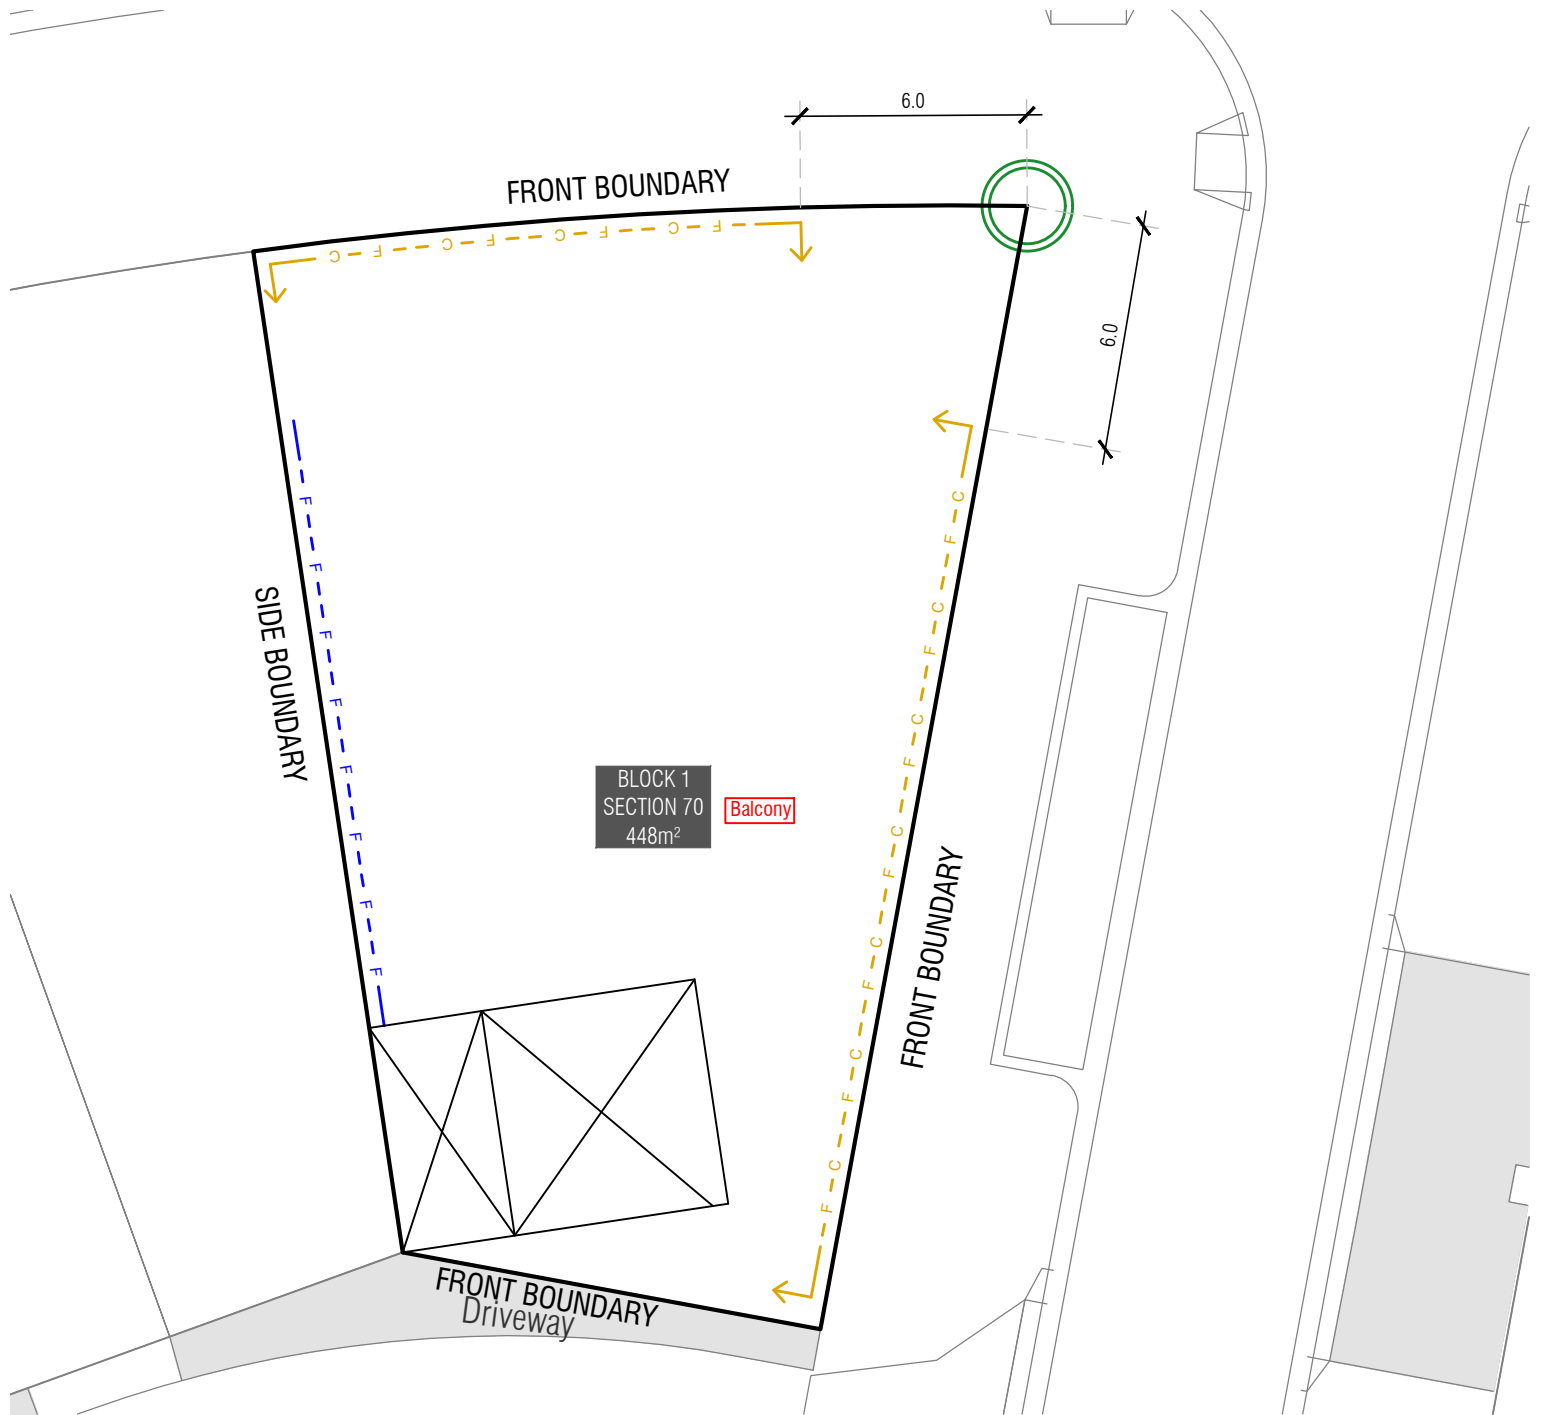 6.0
FRONT BOUNDARY
F C F C F C F C
6.0
F F F F F F F F
C F C F C F C F C F C F C F
SIDE BOUNDARY
BLOCK 1
SECTION 70
448m²
Balcony
FRONT BOUNDARY
FRONT BOUNDARY
Driveway